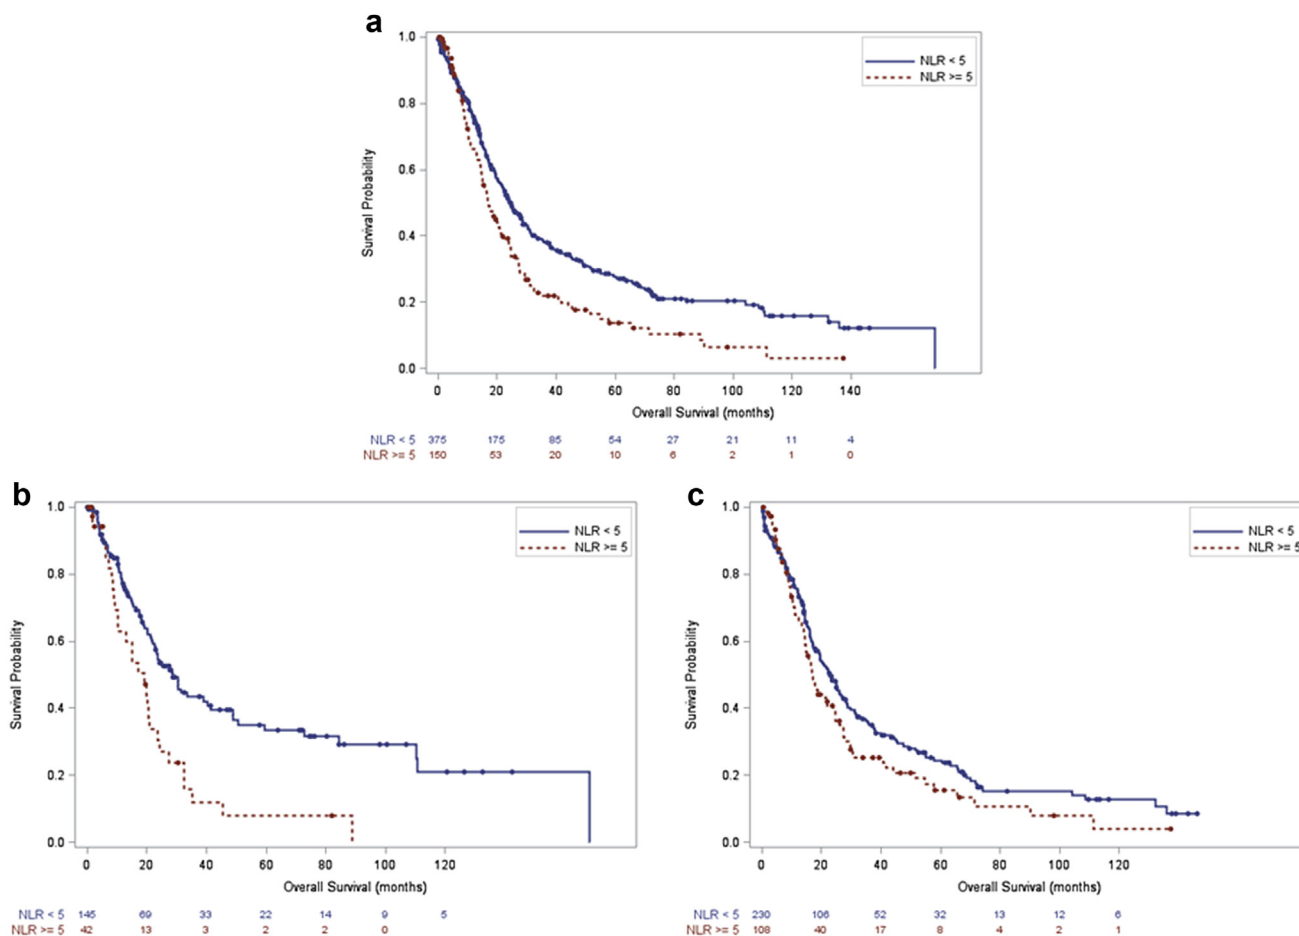 a
1.0
0.8
0.6
0.4
0.2
0.0
Survival Probability
NLR < 5
NLR >= 5
0 20 40 60 80 100 120 140
Overall Survival (months)
NLR < 5 375 175 85 54 27 21 11 4
NLR >= 5 150 53 20 10 6 2 1 0
b
1.0
0.8
0.6
0.4
0.2
0.0
Survival Probability
NLR < 5
NLR >= 5
0 20 40 60 80 100 120
Overall Survival (months)
NLR < 5 145 69 33 22 14 9 5
NLR >= 5 42 13 3 2 2 0
c
1.0
0.8
0.6
0.4
0.2
0.0
Survival Probability
NLR < 5
NLR >= 5
0 20 40 60 80 100 120
Overall Survival (months)
NLR < 5 230 106 52 32 13 12 6
NLR >= 5 108 40 17 8 4 2 1